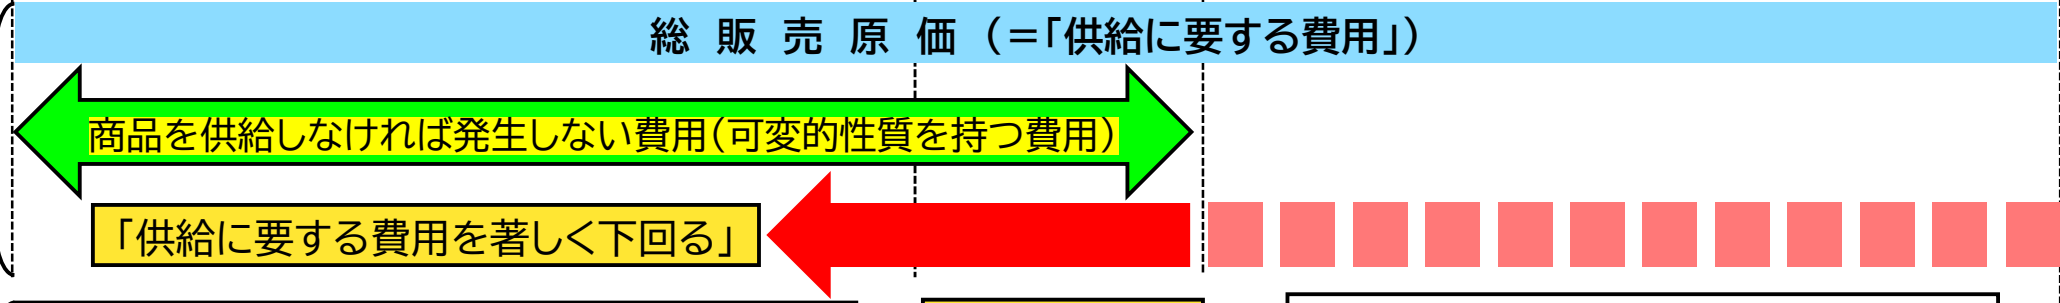 総 販 売 原 価 （＝「供給に要する費用」）
商品を供給しなければ発生しない費用（可変的性質を持つ費用）
「供給に要する費用を著しく下回る」